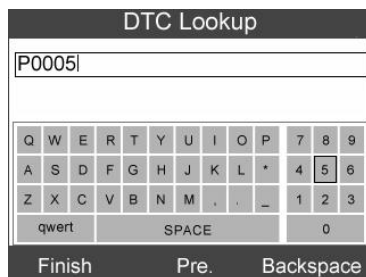 DTC Lookup
P0005
Q W E R T Y U I O P 7 8 9
A S D F G H J K L * 4 5 6
Z X C V B N M , . _ 1 2 3
qwert SPACE 0
Finish Pre. Backspace